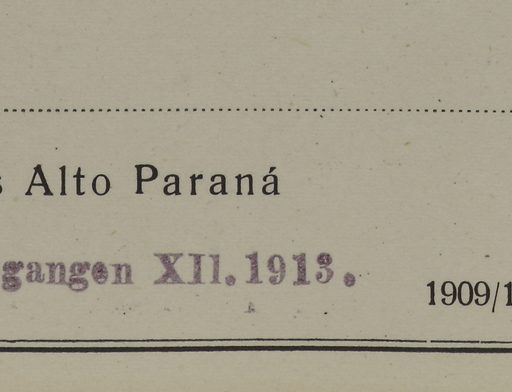 s Alto Paraná
gangen XII.1913.
1909/1